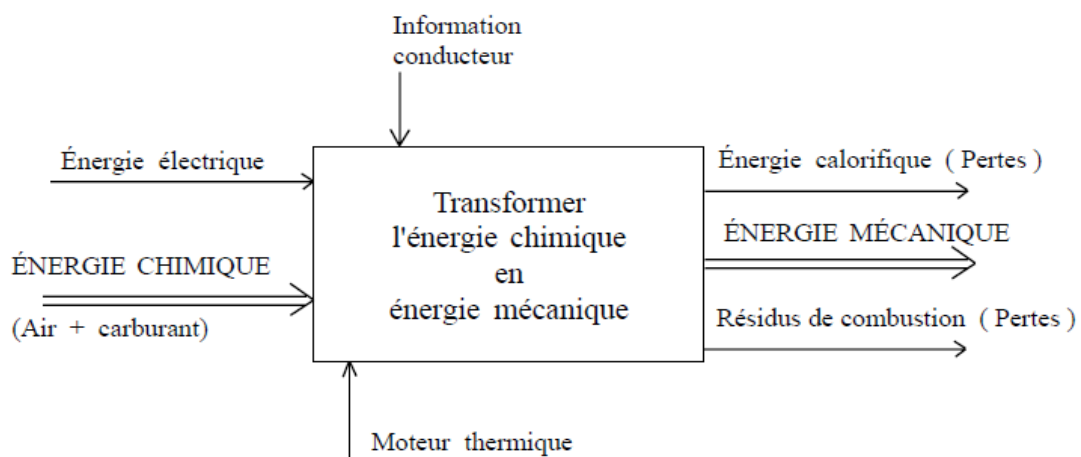 Information
conducteur
Énergie électrique
ÉNERGIE CHIMIQUE
(Air + carburant)
Transformer
l'énergie chimique
en
énergie mécanique
Énergie calorifique ( Pertes )
ÉNERGIE MÉCANIQUE
Résidus de combustion ( Pertes )
Moteur thermique